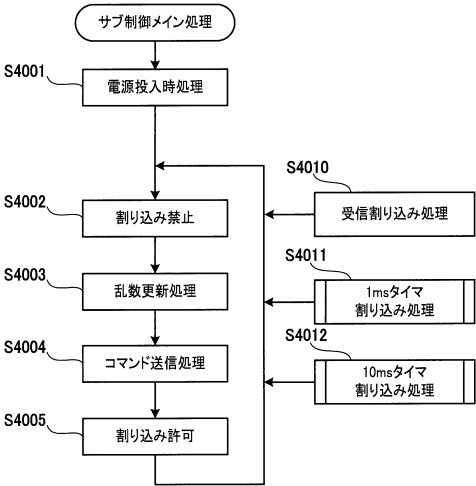 サブ制御メイン処理
S4001
電源投入時処理
S4002
割り込み禁止
S4003
乱数更新処理
S4004
コマンド送信処理
S4005
割り込み許可
S4010
受信割り込み処理
S4011
1msタイマ
割り込み処理
S4012
10msタイマ
割り込み処理